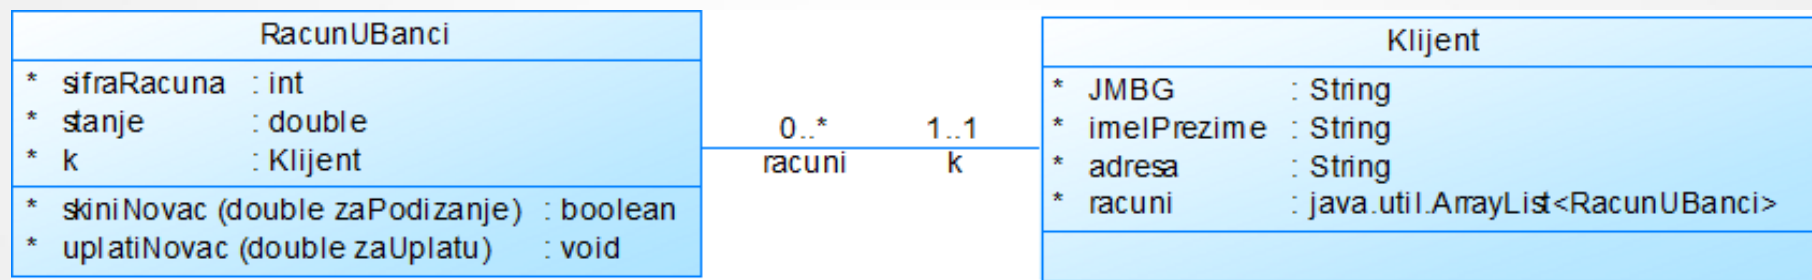 RacunUBanci
* sifraRacuna : int
* stanje : double
* k : Klijent
* skiniNovac (double zaPodizanje) : boolean
* uplatiNovac (double zaUplatu) : void
0..* 1..1
racuni k
Klijent
* JMBG : String
* imeIPrezime : String
* adresa : String
* racuni : java.util.ArrayList<RacunUBanci>